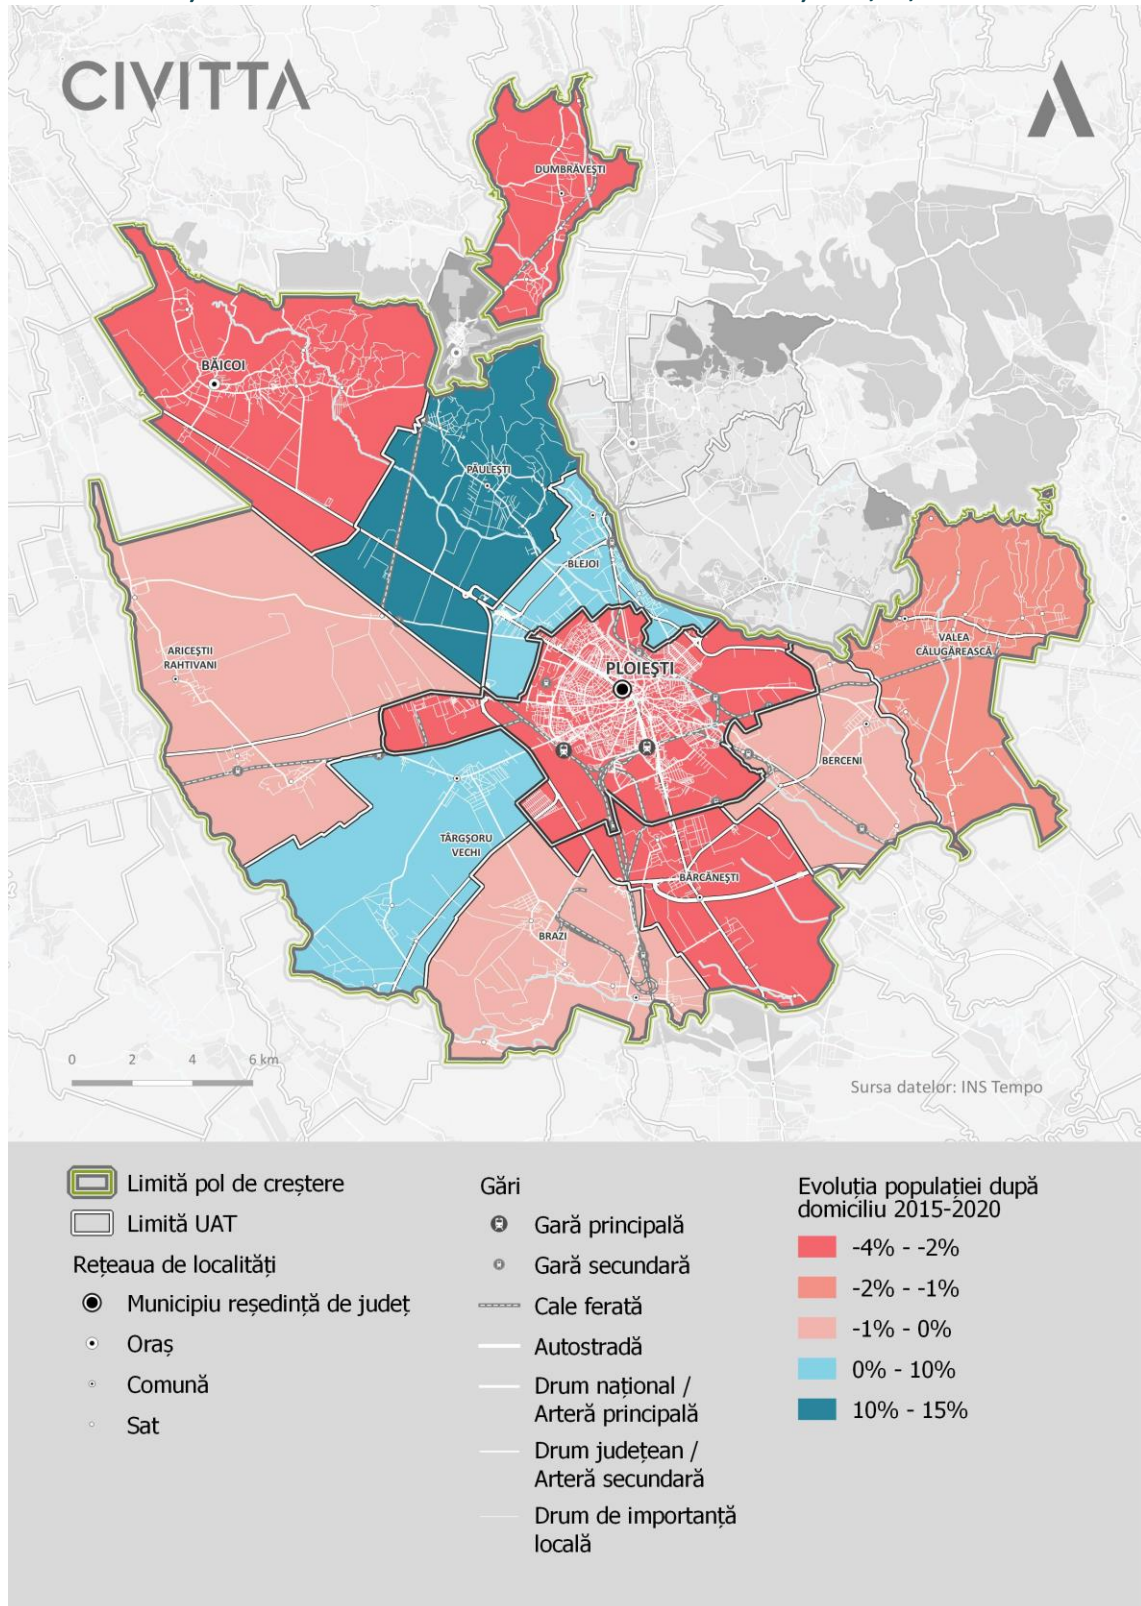 CIVITTA
DUMBRĂVEȘTI
BĂICOI
PĂULEȘTI
BLEJOI
ARICEȘTII
RAHTIVANI
PLOIEȘTI
VALEA
CĂLUGĂREASCĂ
BERCENI
TÂRGȘORU
VECHI
BĂRCĂNEȘTI
BRAZI
0 2 4 6 km
Sursa datelor: INS Tempo
Limită pol de creștere
Limită UAT
Rețeaua de localități
Municipiu reședință de județ
Oraș
Comună
Sat
Gări
Gară principală
Gară secundară
Cale ferată
Autostradă
Drum național /
Arteră principală
Drum județean /
Arteră secundară
Drum de importanță
locală
Evoluția populației după
domiciliu 2015-2020
-4% - -2%
-2% - -1%
-1% - 0%
0% - 10%
10% - 15%